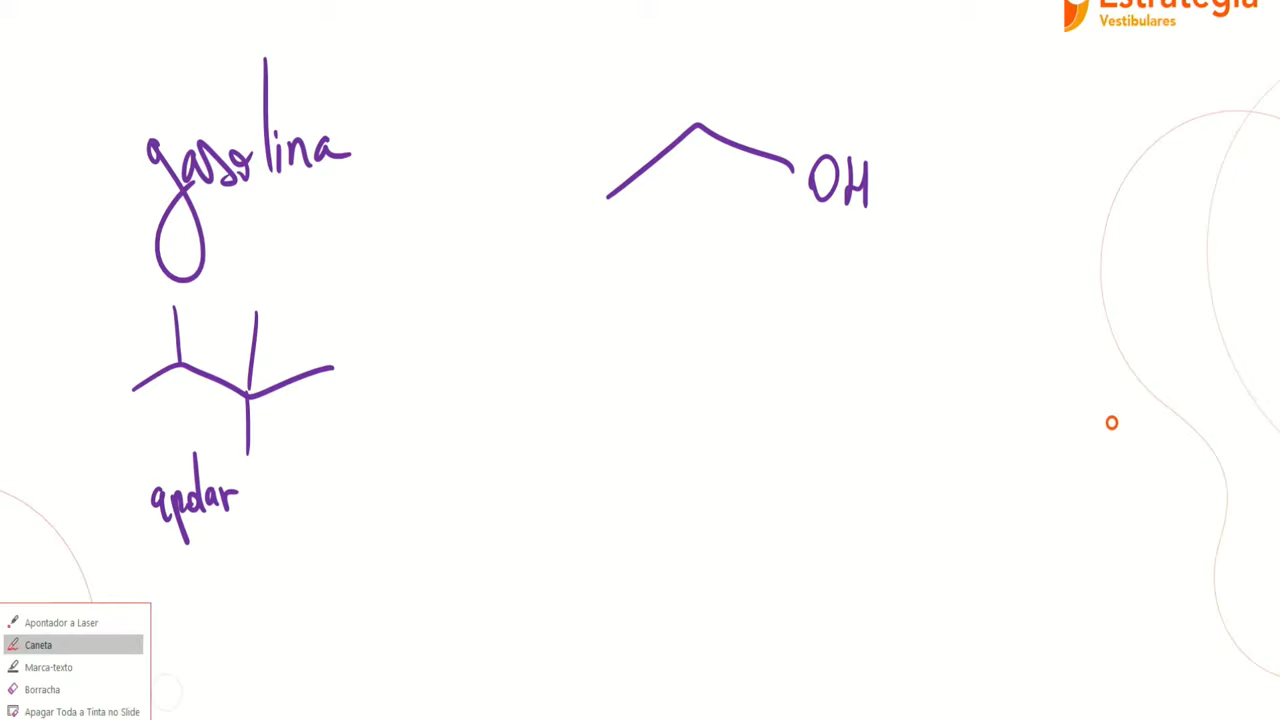 Estratégia
Vestibulares
gasolina
OH
apolar
Apontador a Laser
Caneta
Marca-texto
Borracha
Apagar Toda a Tinta no Slide